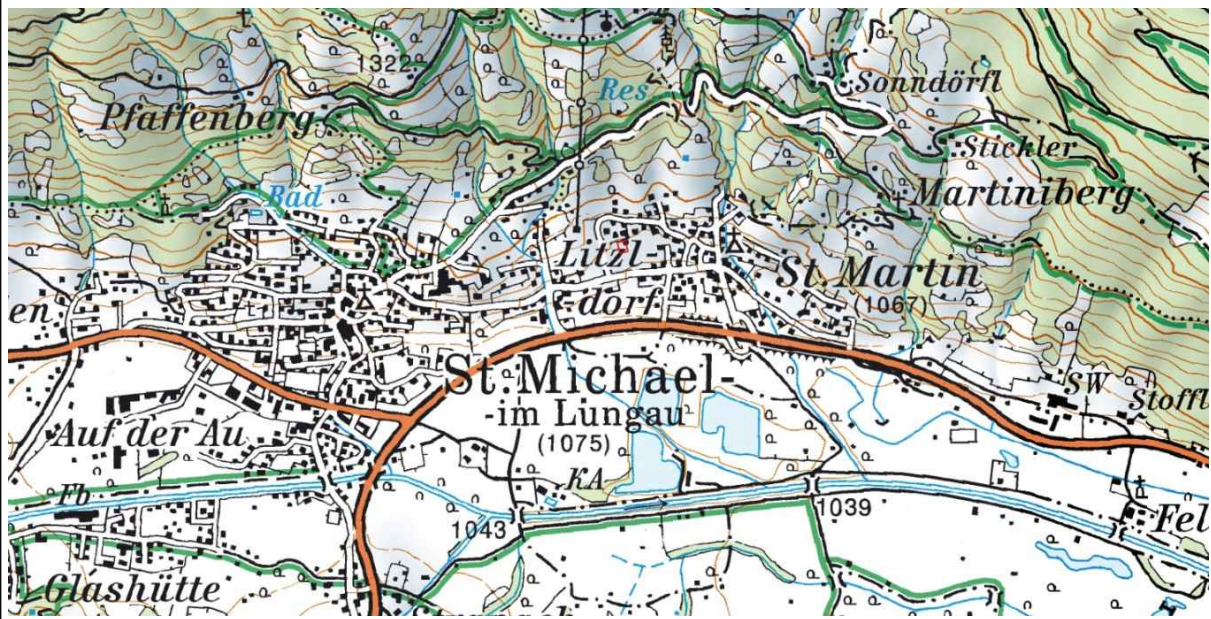 1322
Res
Sonndörfl
Pfaffenberg
Stickler
Bad
Martiniberg
Litzl-
dorf
St. Martin
(1067)
en
St. Michael-
-im Lungau
(1075)
SW
Stoffl
Auf der Au
KA
Fb
1043
1039
Fel
Glashütte